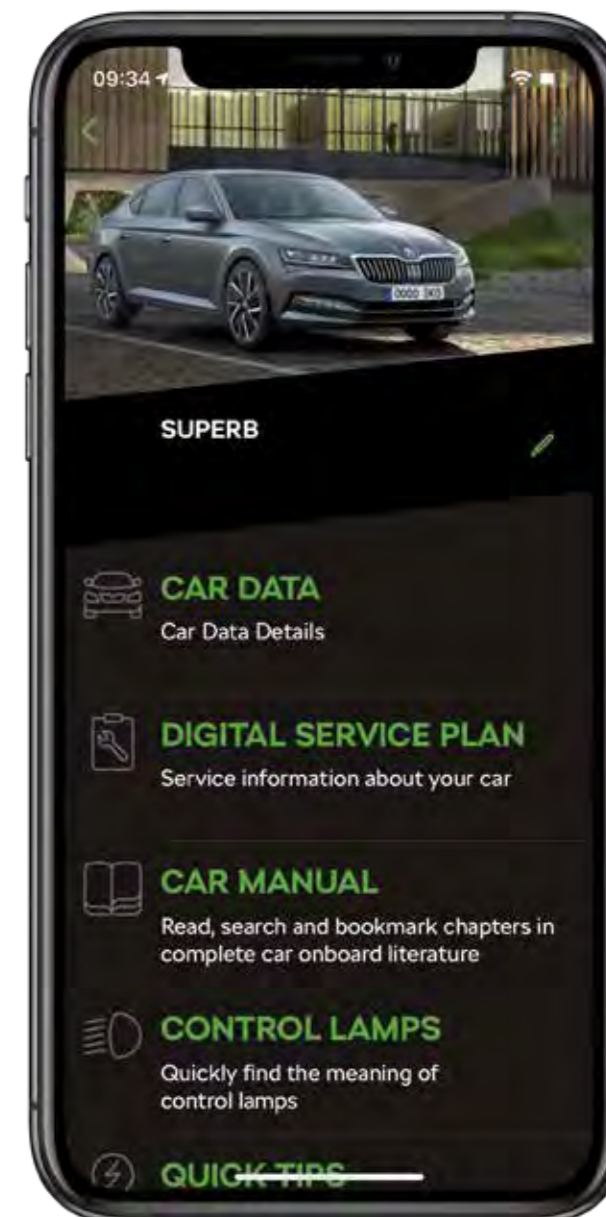 09:34
SUPERB
CAR DATA
Car Data Details
DIGITAL SERVICE PLAN
Service information about your car
CAR MANUAL
Read, search and bookmark chapters in
complete car onboard literature
CONTROL LAMPS
Quickly find the meaning of
control lamps
QUICK TIPS